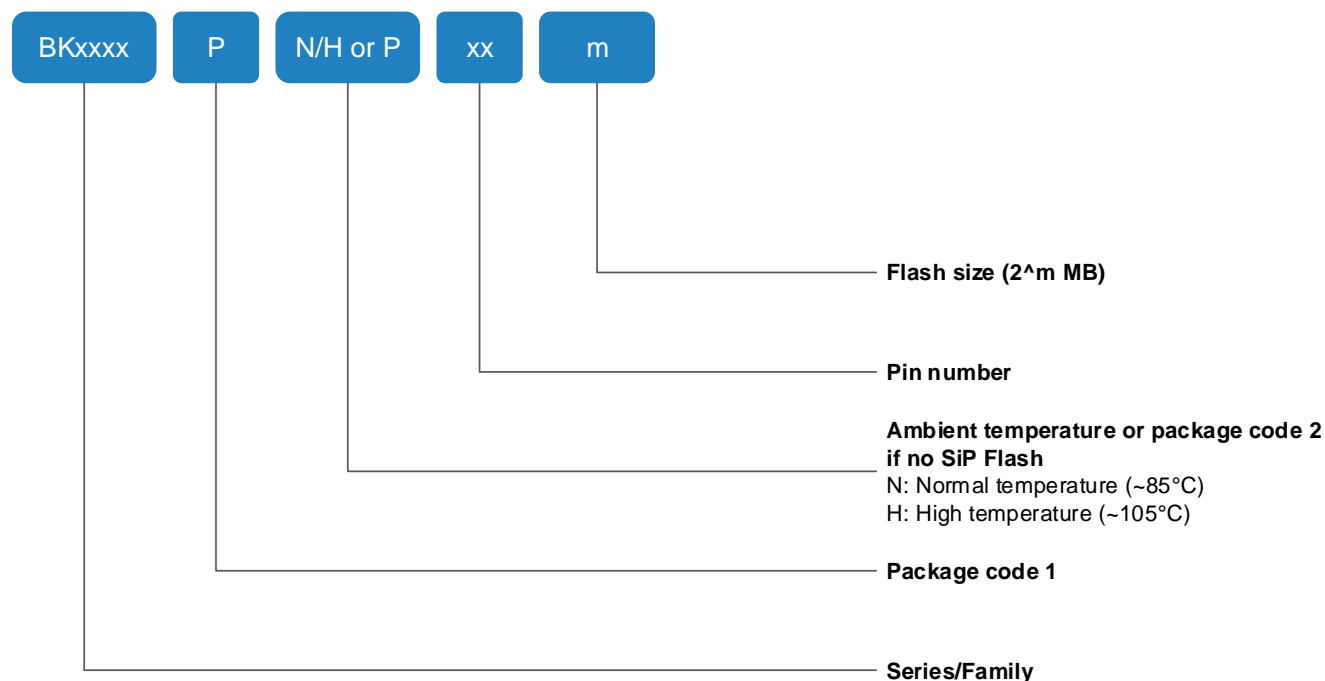 BKxxxx P N/H or P xx m
Flash size (2^m MB)
Pin number
Ambient temperature or package code 2
if no SiP Flash
N: Normal temperature (~85°C)
H: High temperature (~105°C)
Package code 1
Series/Family